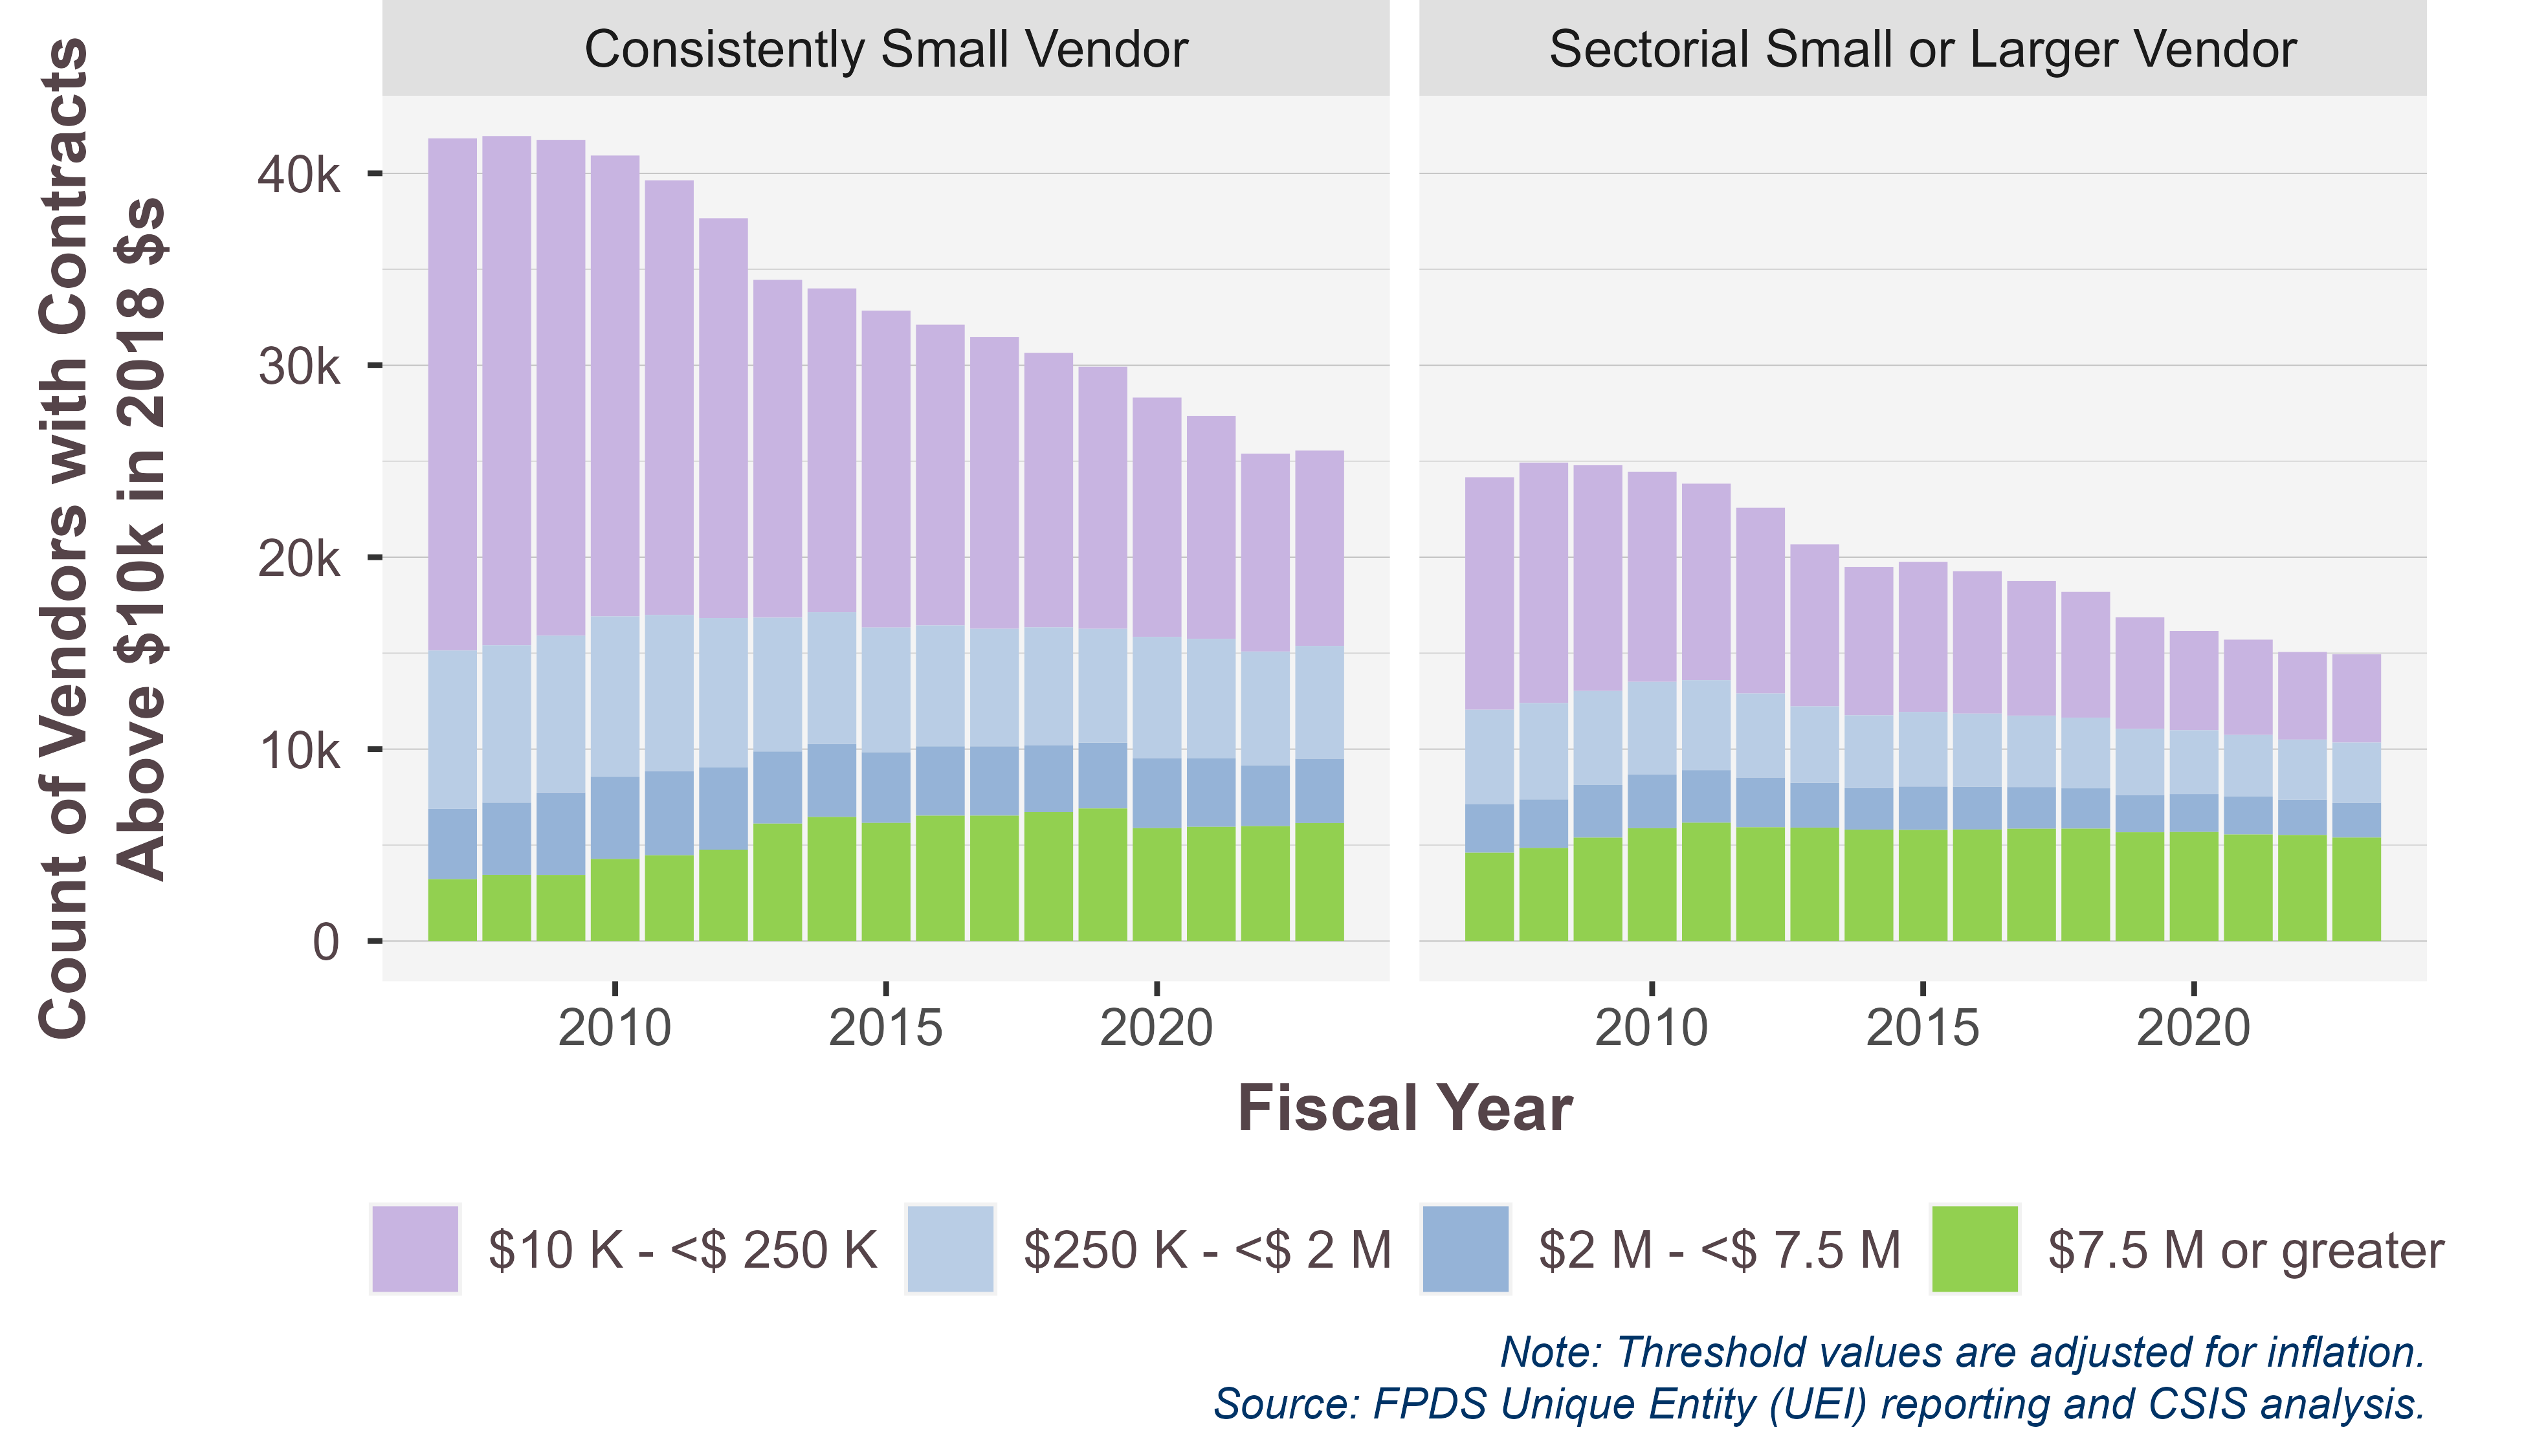 Consistently Small Vendor
Sectorial Small or Larger Vendor
Count of Vendors with Contracts
Above $10k in 2018 $s
40k
30k
20k
10k
0
2010
2015
2020
2010
2015
2020
Fiscal Year
$10 K - <$ 250 K
$250 K - <$ 2 M
$2 M - <$ 7.5 M
$7.5 M or greater
Note: Threshold values are adjusted for inflation.
Source: FPDS Unique Entity (UEI) reporting and CSIS analysis.